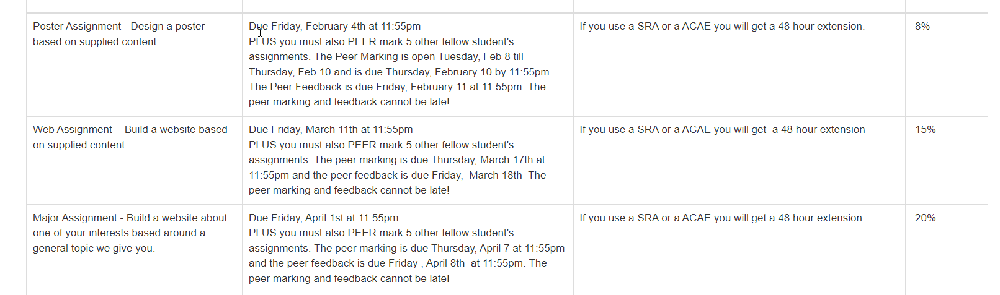 Poster Assignment - Design a poster
based on supplied content
Due Friday, February 4th at 11:55pm
PLUS you must also PEER mark 5 other fellow student's
assignments. The Peer Marking is open Tuesday, Feb 8 till
Thursday, Feb 10 and is due Thursday, February 10 by 11:55pm.
The Peer Feedback is due Friday, February 11 at 11:55pm. The
peer marking and feedback cannot be late!
If you use a SRA or a ACAE you will get a 48 hour extension.
8%
Web Assignment  - Build a website based
on supplied content
Due Friday, March 11th at 11:55pm
PLUS you must also PEER mark 5 other fellow student's
assignments. The peer marking is due Thursday, March 17th at
11:55pm and the peer feedback is due Friday,  March 18th  The
peer marking and feedback cannot be late!
If you use a SRA or a ACAE you will get  a 48 hour extension
15%
Major Assignment - Build a website about
one of your interests based around a
general topic we give you.
Due Friday, April 1st at 11:55pm
PLUS you must also PEER mark 5 other fellow student's
assignments. The peer marking is due Thursday, April 7 at 11:55pm
and the peer feedback is due Friday , April 8th  at 11:55pm. The
peer marking and feedback cannot be late!
If you use a SRA or a ACAE you will get a 48 hour extension
20%